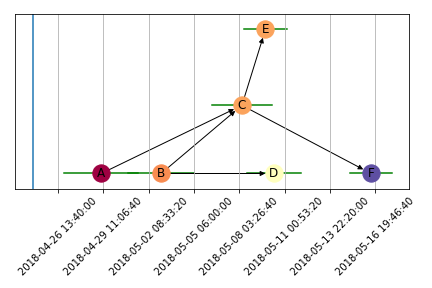 E
C
A
B
D
F
2018-04-26 13:40:00
2018-04-29 11:06:40
2018-05-02 08:33:20
2018-05-05 06:00:00
2018-05-08 03:26:40
2018-05-11 00:53:20
2018-05-13 22:20:00
2018-05-16 19:46:40